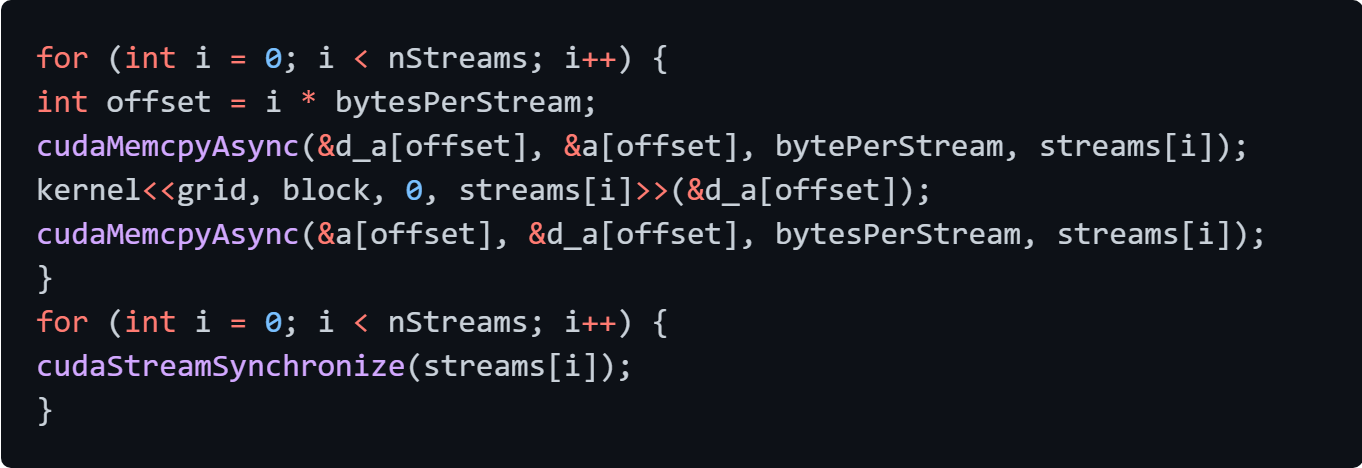 for (int i = 0; i < nStreams; i++) {
int offset = i * bytesPerStream;
cudaMemcpyAsync(&d_a[offset], &a[offset], bytePerStream, streams[i]);
kernel<<grid, block, 0, streams[i]>>(&d_a[offset]);
cudaMemcpyAsync(&a[offset], &d_a[offset], bytesPerStream, streams[i]);
}
for (int i = 0; i < nStreams; i++) {
cudaStreamSynchronize(streams[i]);
}